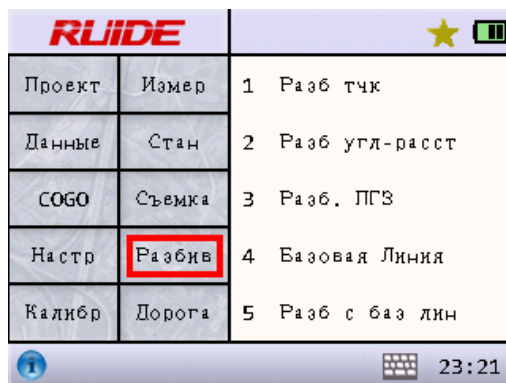 RUIDE
Проект Измер 1 Разб тчк
Данные Стан 2 Разб угл-расст
COGO Съемка 3 Разб. ПГЗ
Настр Разбив 4 Базовая Линия
Калибр Дорога 5 Разб с баз лин
23:21